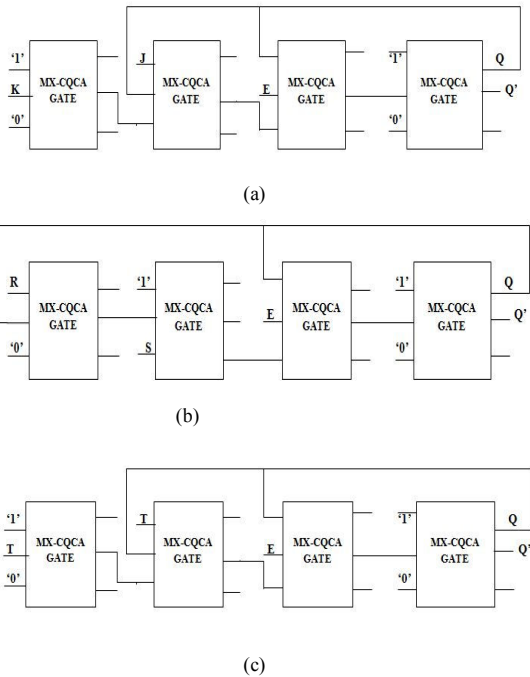 ‘1’ J ‘1’ Q
MX-CQCA GATE MX-CQCA GATE MX-CQCA GATE MX-CQCA GATE
K E Q’
‘0’ ‘0’
(a)
R ‘1’ ‘1’ Q
MX-CQCA GATE MX-CQCA GATE MX-CQCA GATE MX-CQCA GATE
E Q’
‘0’ S ‘0’
(b)
‘1’ T ‘1’ Q
MX-CQCA GATE MX-CQCA GATE MX-CQCA GATE MX-CQCA GATE
T E Q’
‘0’ ‘0’
(c)